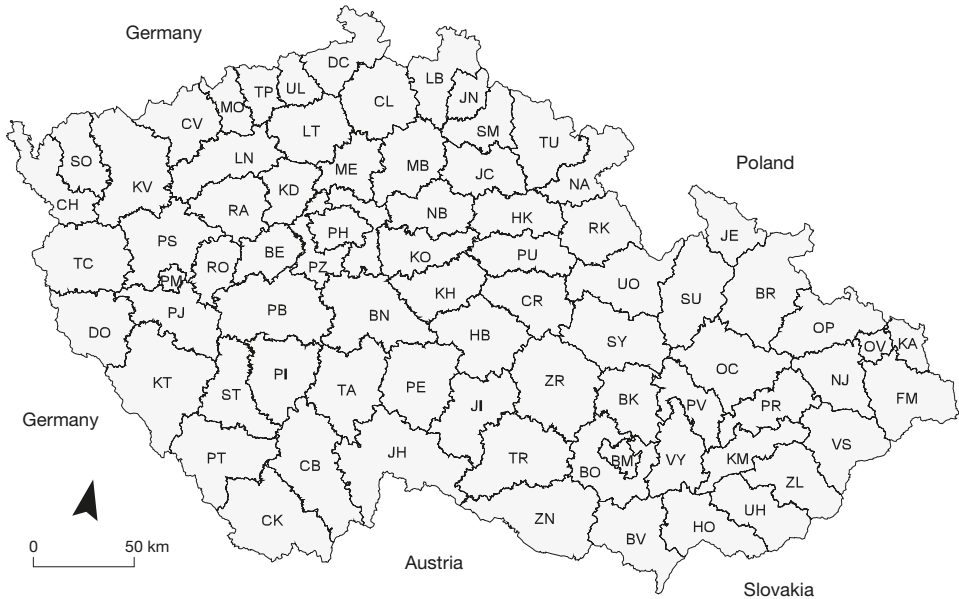 Germany
DC
LB
TP
UL
JN
CL
MO
CV
LT
SM
TU
SO
LN
ME
MB
JC
Poland
KV
KD
NA
CH
RA
NB
HK
RK
PH
JE
PS
BE
KO
PU
TC
RO
PZ
PM
UO
SU
BR
KH
CR
PJ
PB
BN
DO
HB
SY
OP
OV
KA
OC
KT
PI
ZR
NJ
ST
TA
PE
BK
FM
JI
PV
PR
Germany
VS
PT
CB
JH
TR
BO
BM
VY
KM
ZL
UH
CK
ZN
HO
BV
0
50 km
Austria
Slovakia